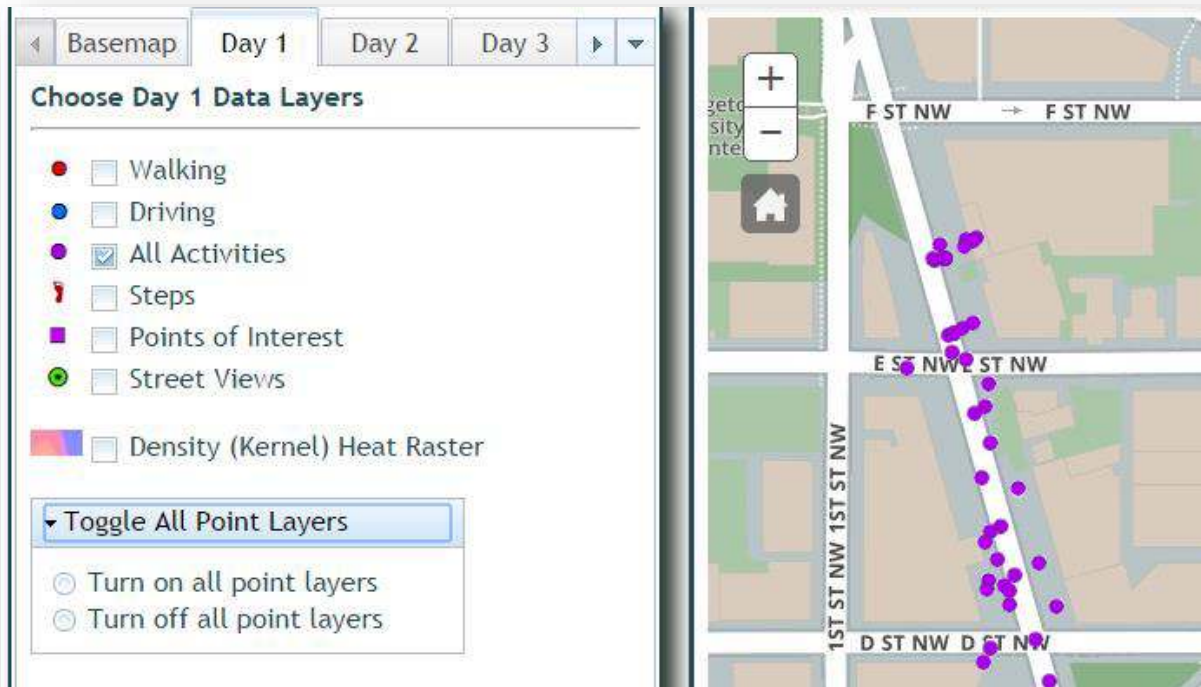 Basemap
Day 1
Day 2
Day 3
Choose Day 1 Data Layers
Walking
Driving
All Activities
Steps
Points of Interest
Street Views
Density (Kernel) Heat Raster
Toggle All Point Layers
Turn on all point layers
Turn off all point layers
+
−
F ST NW → F ST NW
E ST NW ST NW
1ST ST NW 1ST ST NW
D ST NW D ST NW